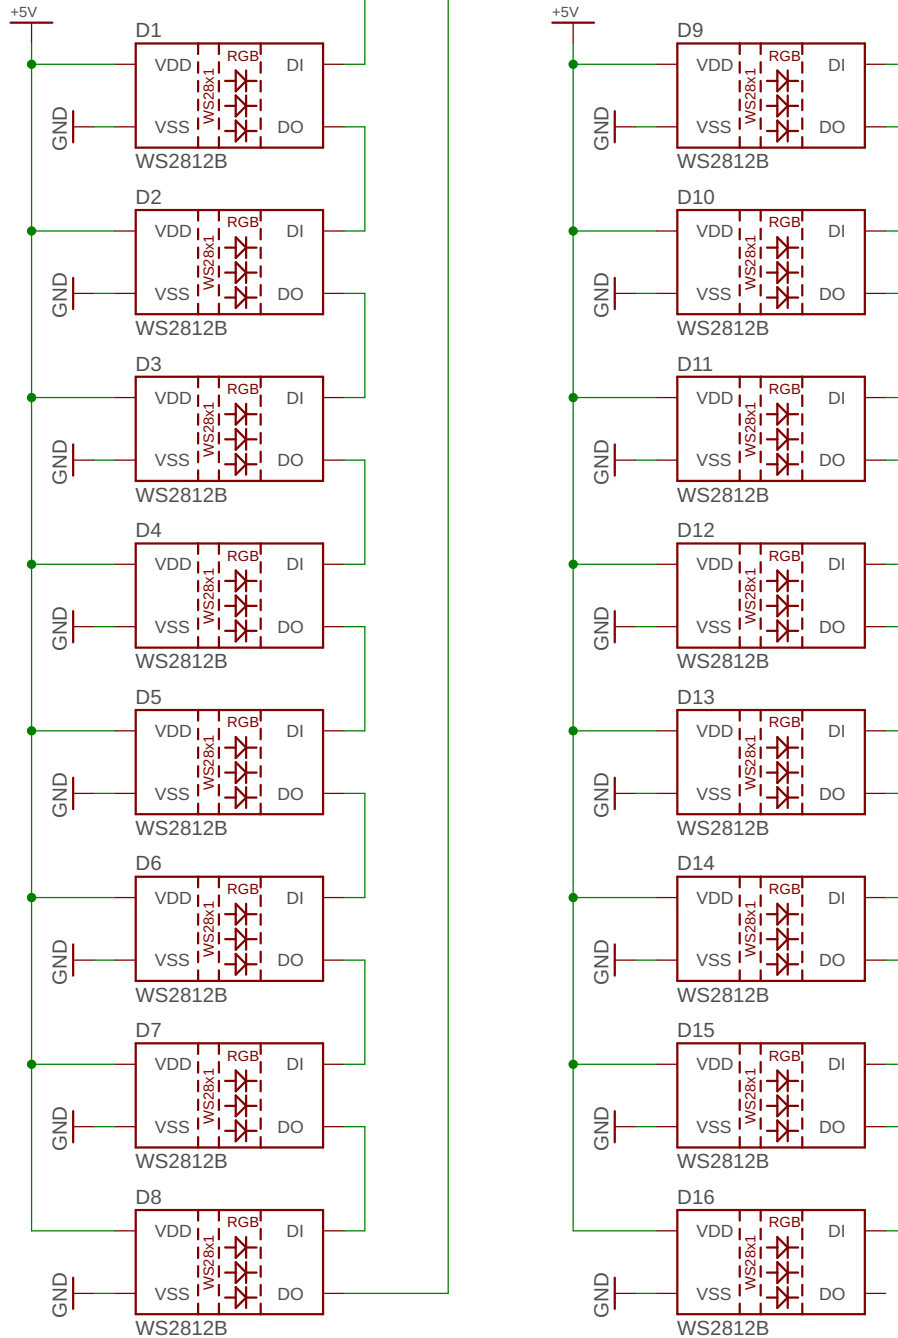 +5V
D1
VDD WS28x1 RGB DI
GND VSS DO
WS2812B
D2
VDD WS28x1 RGB DI
GND VSS DO
WS2812B
D3
VDD WS28x1 RGB DI
GND VSS DO
WS2812B
D4
VDD WS28x1 RGB DI
GND VSS DO
WS2812B
D5
VDD WS28x1 RGB DI
GND VSS DO
WS2812B
D6
VDD WS28x1 RGB DI
GND VSS DO
WS2812B
D7
VDD WS28x1 RGB DI
GND VSS DO
WS2812B
D8
VDD WS28x1 RGB DI
GND VSS DO
WS2812B
+5V
D9
VDD WS28x1 RGB DI
GND VSS DO
WS2812B
D10
VDD WS28x1 RGB DI
GND VSS DO
WS2812B
D11
VDD WS28x1 RGB DI
GND VSS DO
WS2812B
D12
VDD WS28x1 RGB DI
GND VSS DO
WS2812B
D13
VDD WS28x1 RGB DI
GND VSS DO
WS2812B
D14
VDD WS28x1 RGB DI
GND VSS DO
WS2812B
D15
VDD WS28x1 RGB DI
GND VSS DO
WS2812B
D16
VDD WS28x1 RGB DI
GND VSS DO
WS2812B